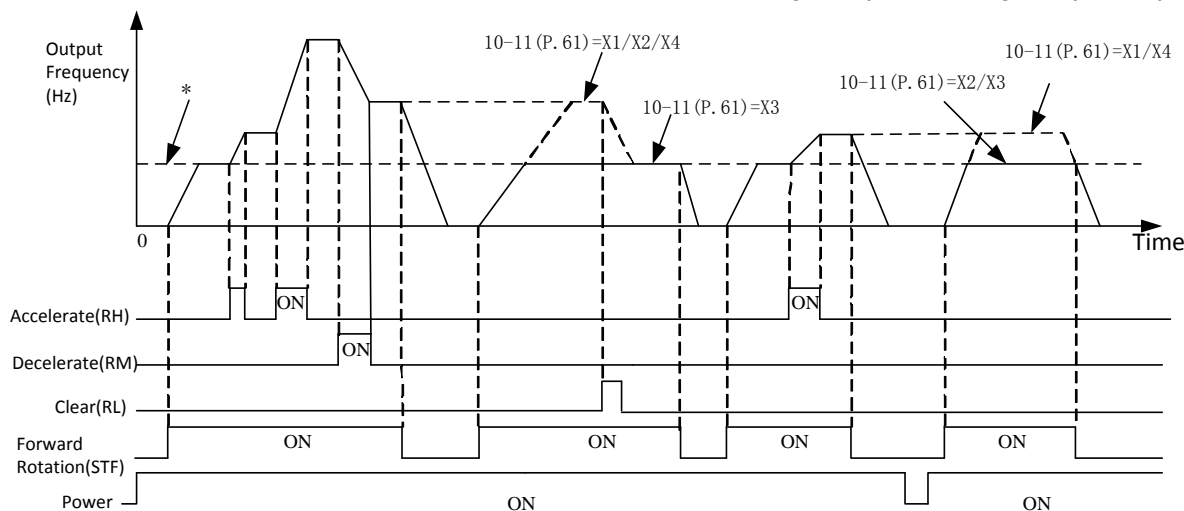 Output
Frequency
(Hz)
*
10-11(P.61)=X1/X2/X4
10-11(P.61)=X3
10-11(P.61)=X2/X3
10-11(P.61)=X1/X4
0
Time
Accelerate(RH)
ON
ON
Decelerate(RM)
ON
Clear(RL)
Forward
Rotation(STF)
ON
ON
ON
ON
Power
ON
ON